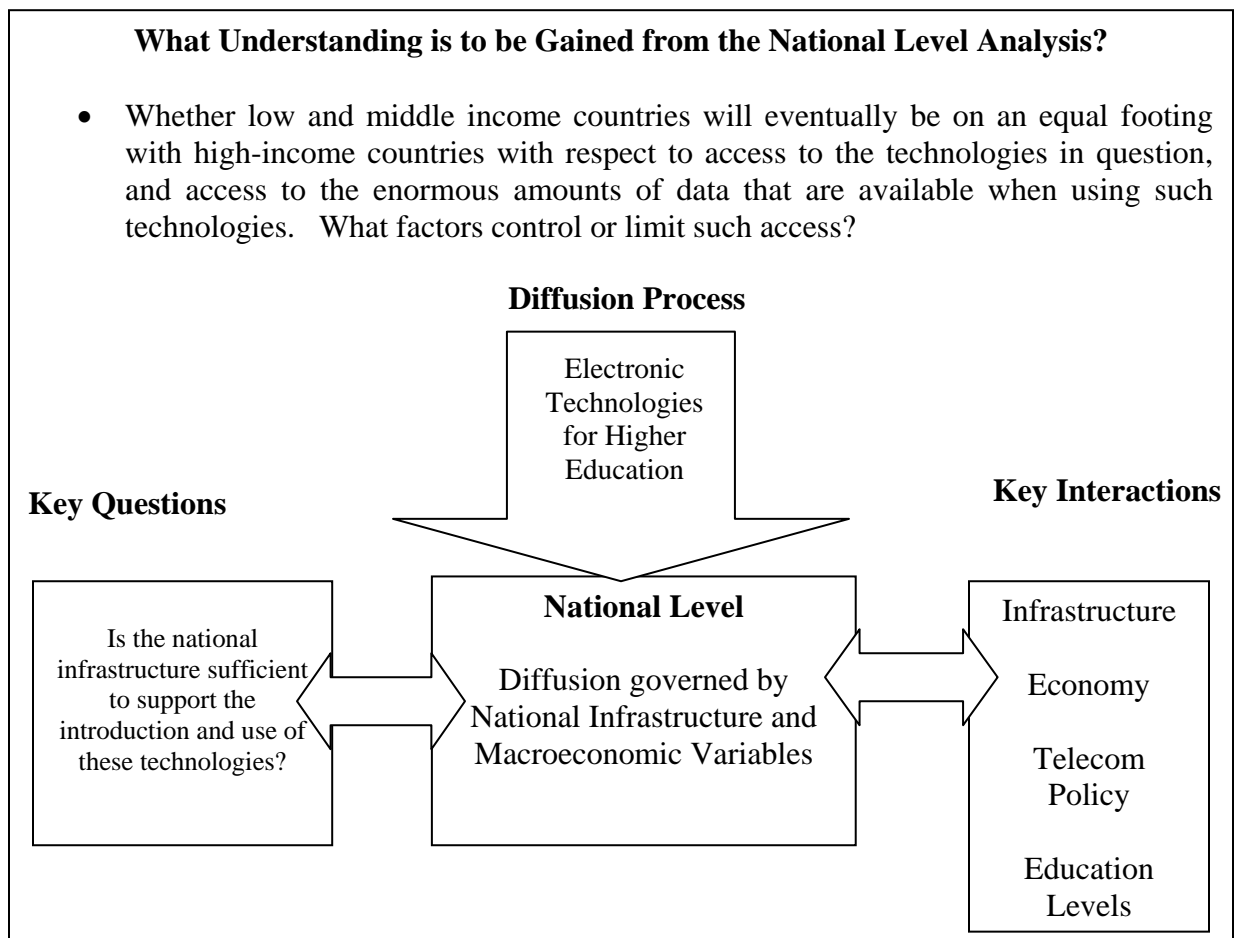 What Understanding is to be Gained from the National Level Analysis?
• Whether low and middle income countries will eventually be on an equal footing
with high-income countries with respect to access to the technologies in question,
and access to the enormous amounts of data that are available when using such
technologies. What factors control or limit such access?
Diffusion Process
Electronic
Technologies
for Higher
Education
Key Questions
Key Interactions
Is the national
infrastructure sufficient
to support the
introduction and use of
these technologies?
National Level
Diffusion governed by
National Infrastructure and
Macroeconomic Variables
Infrastructure
Economy
Telecom
Policy
Education
Levels